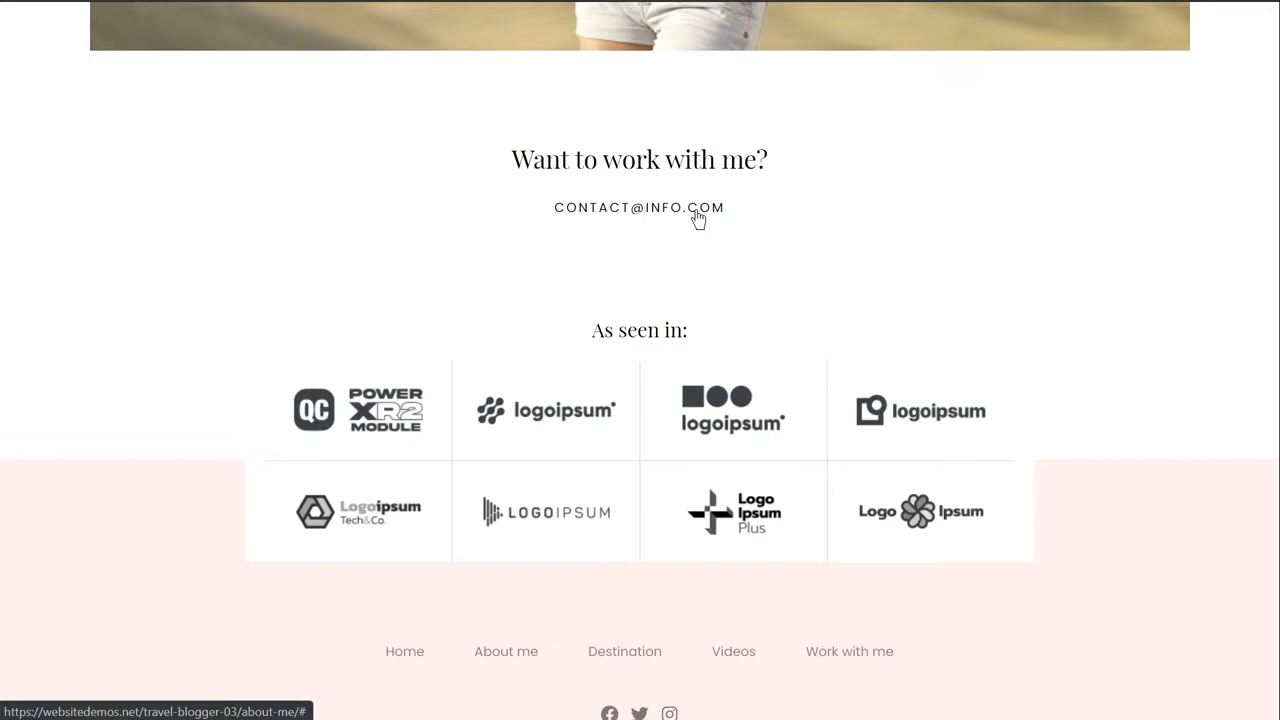 Want to work with me?
CONTACT@INFO.COM
As seen in:
QC POWER XR2 MODULE
logoipsum
logoipsum
logoipsum
Logoipsum Tech&Co.
LOGOIPSUM
Logo Ipsum Plus
Logo Ipsum
Home About me Destination Videos Work with me
https://websitedemos.net/travel-blogger-03/about-me/#